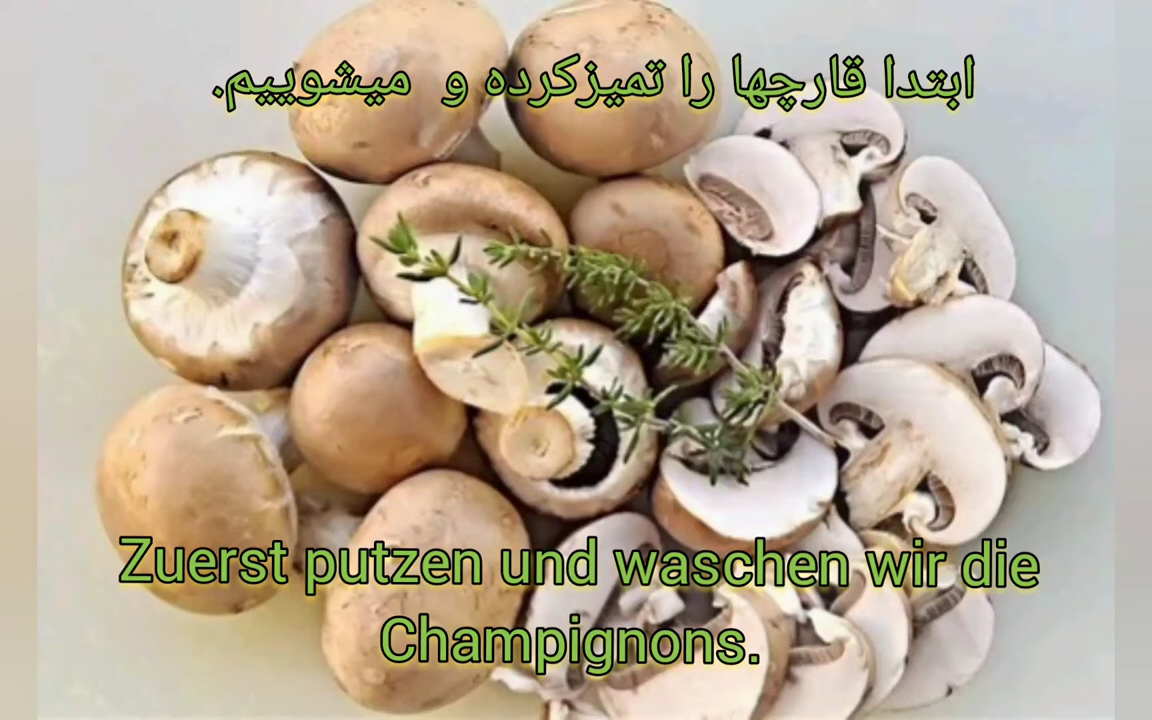 ابتدا قارچها را تمیزکرده و میشوییم.
Zuerst putzen und waschen wir die
Champignons.